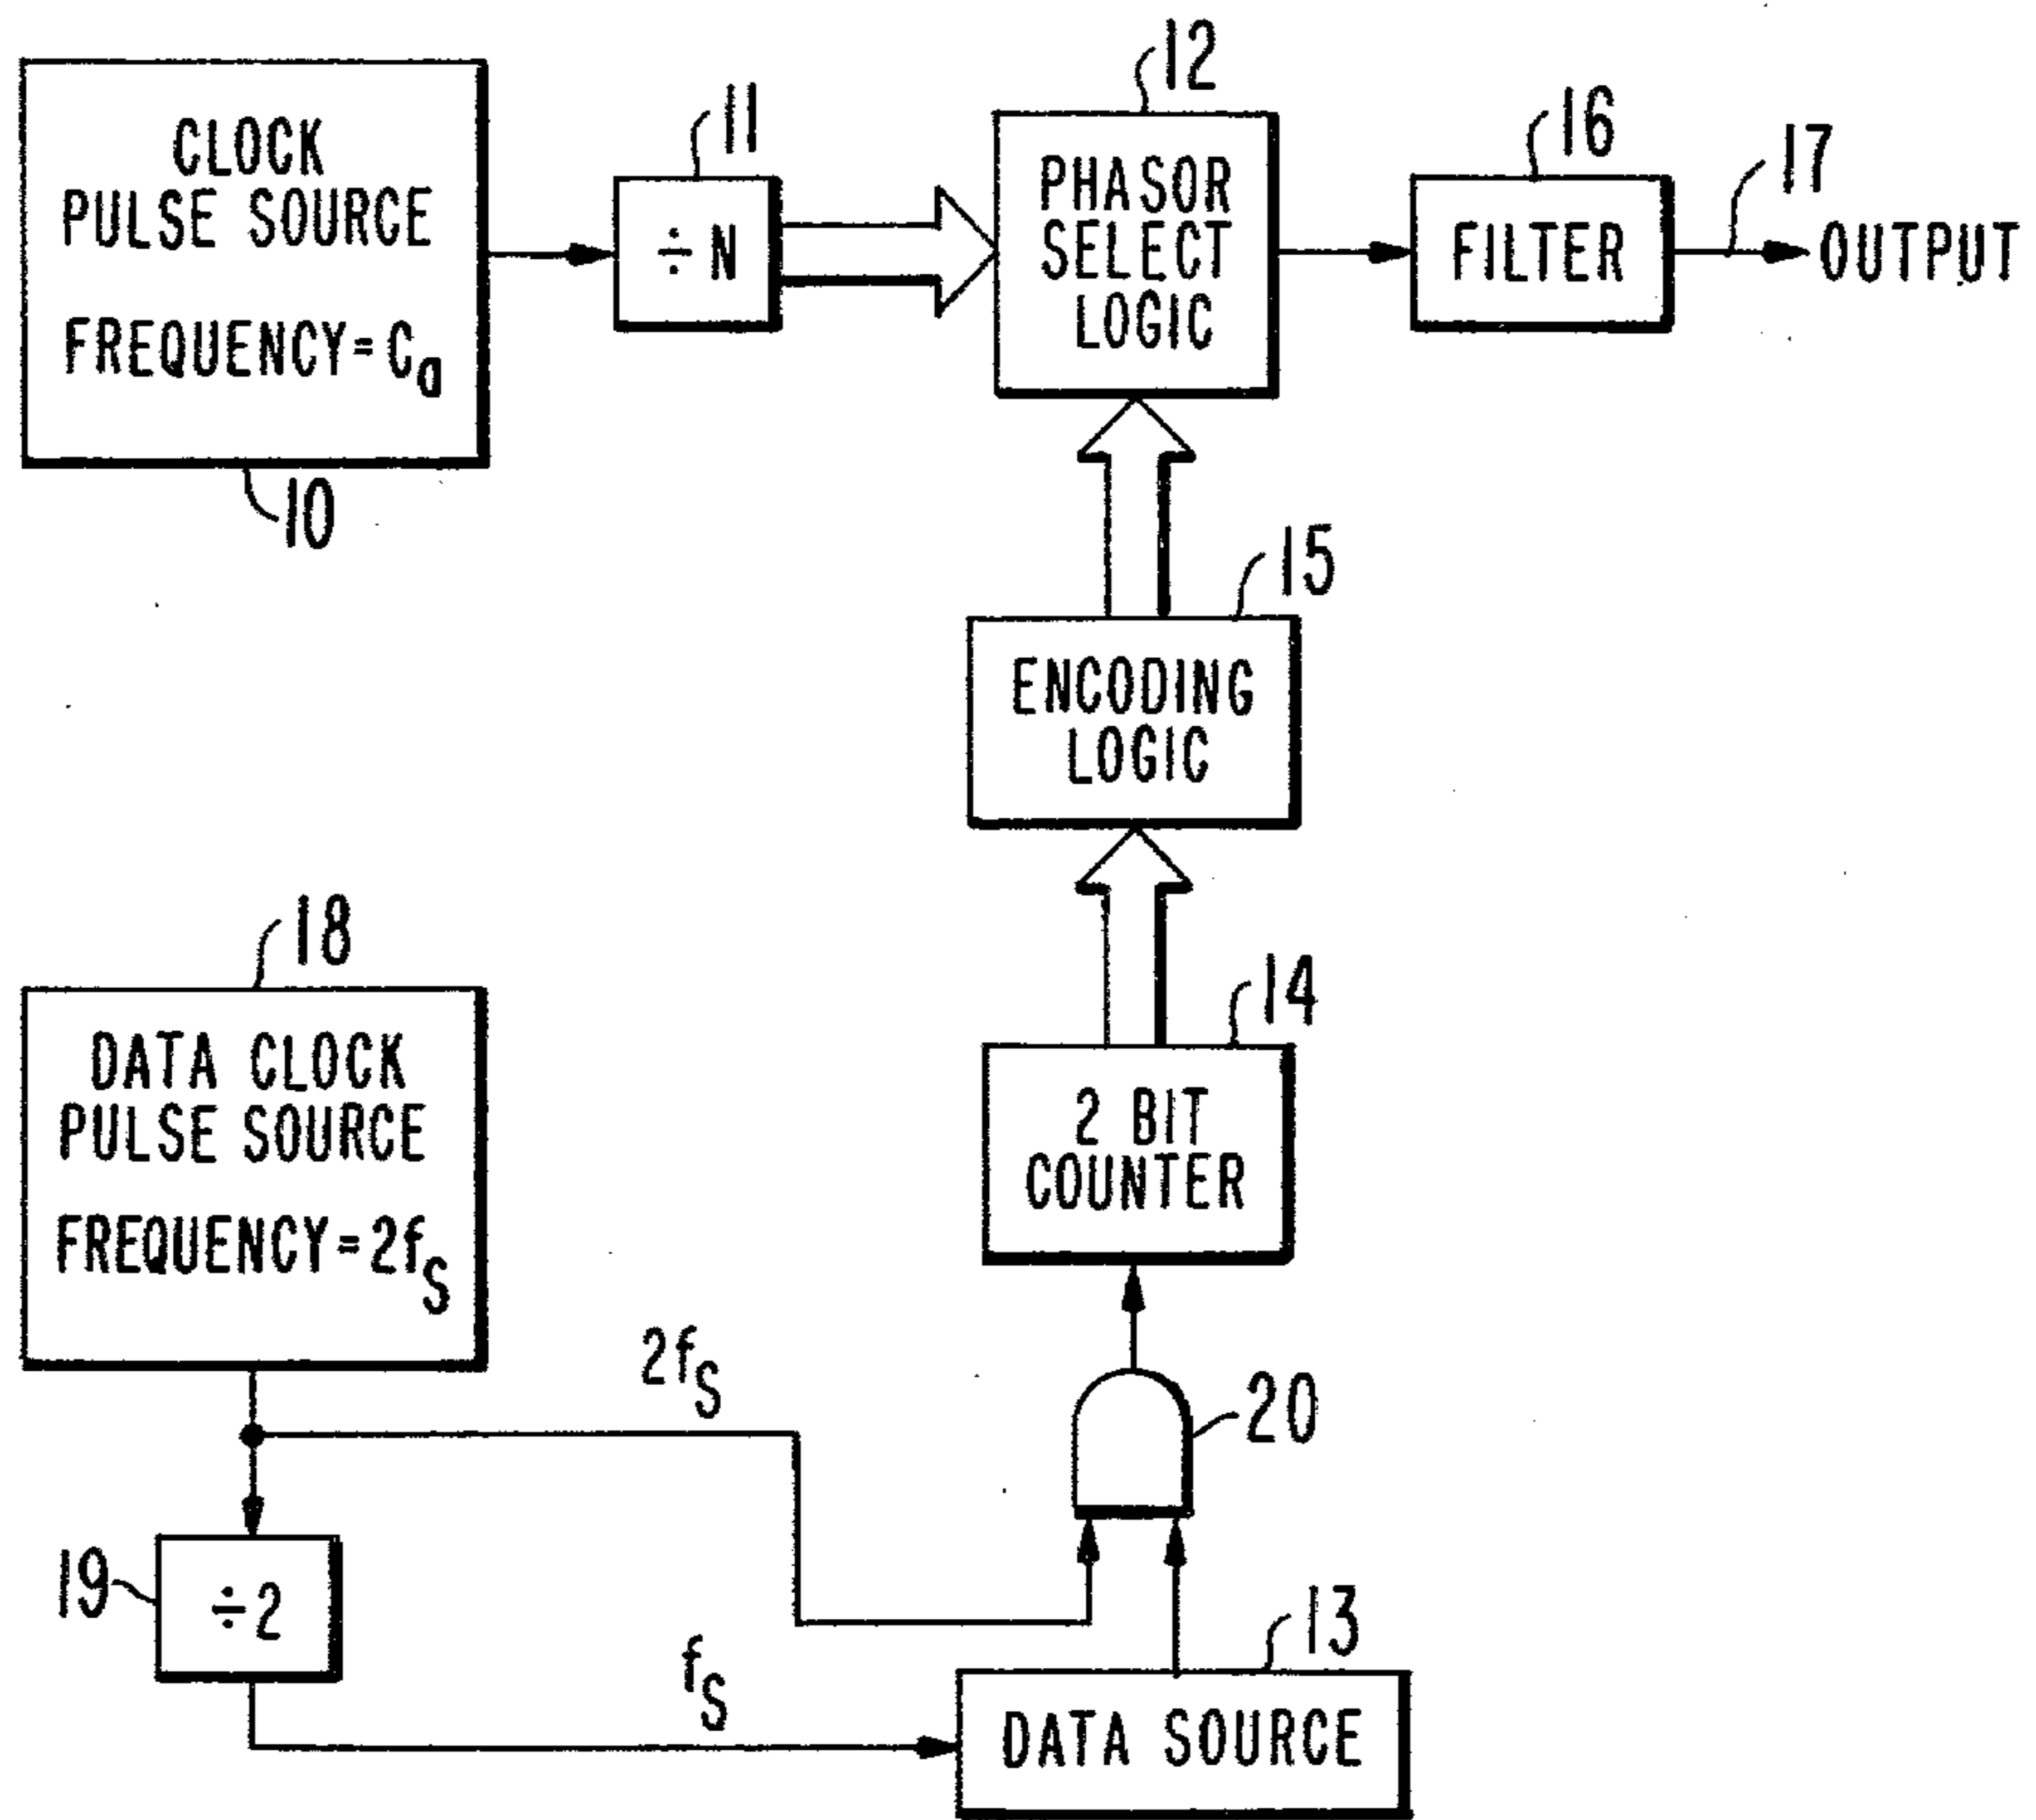 12
CLOCK
PULSE SOURCE
FREQUENCY=Ca
10
11
÷N
PHASOR
SELECT
LOGIC
16
FILTER
17
OUTPUT
15
ENCODING
LOGIC
18
DATA CLOCK
PULSE SOURCE
FREQUENCY=2fS
14
2 BIT
COUNTER
2fS
20
19
÷2
fS
13
DATA SOURCE